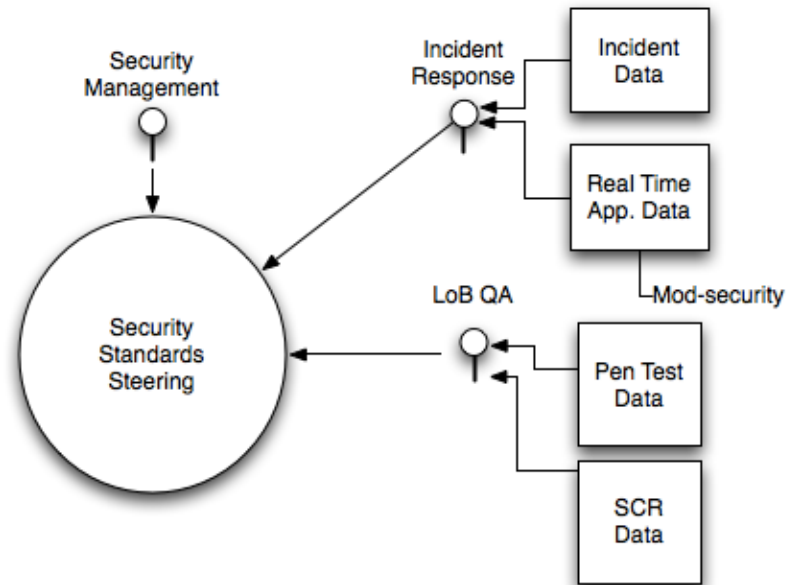 Security
Management
Incident
Response
Incident
Data
Real Time
App. Data
Mod-security
Security
Standards
Steering
LoB QA
Pen Test
Data
SCR
Data